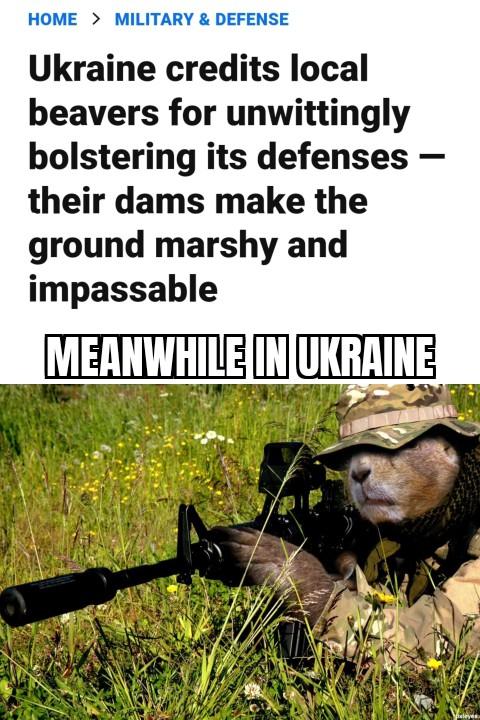 HOME > MILITARY & DEFENSE
Ukraine credits local
beavers for unwittingly
bolstering its defenses —
their dams make the
ground marshy and
impassable
MEANWHILE IN UKRAINE